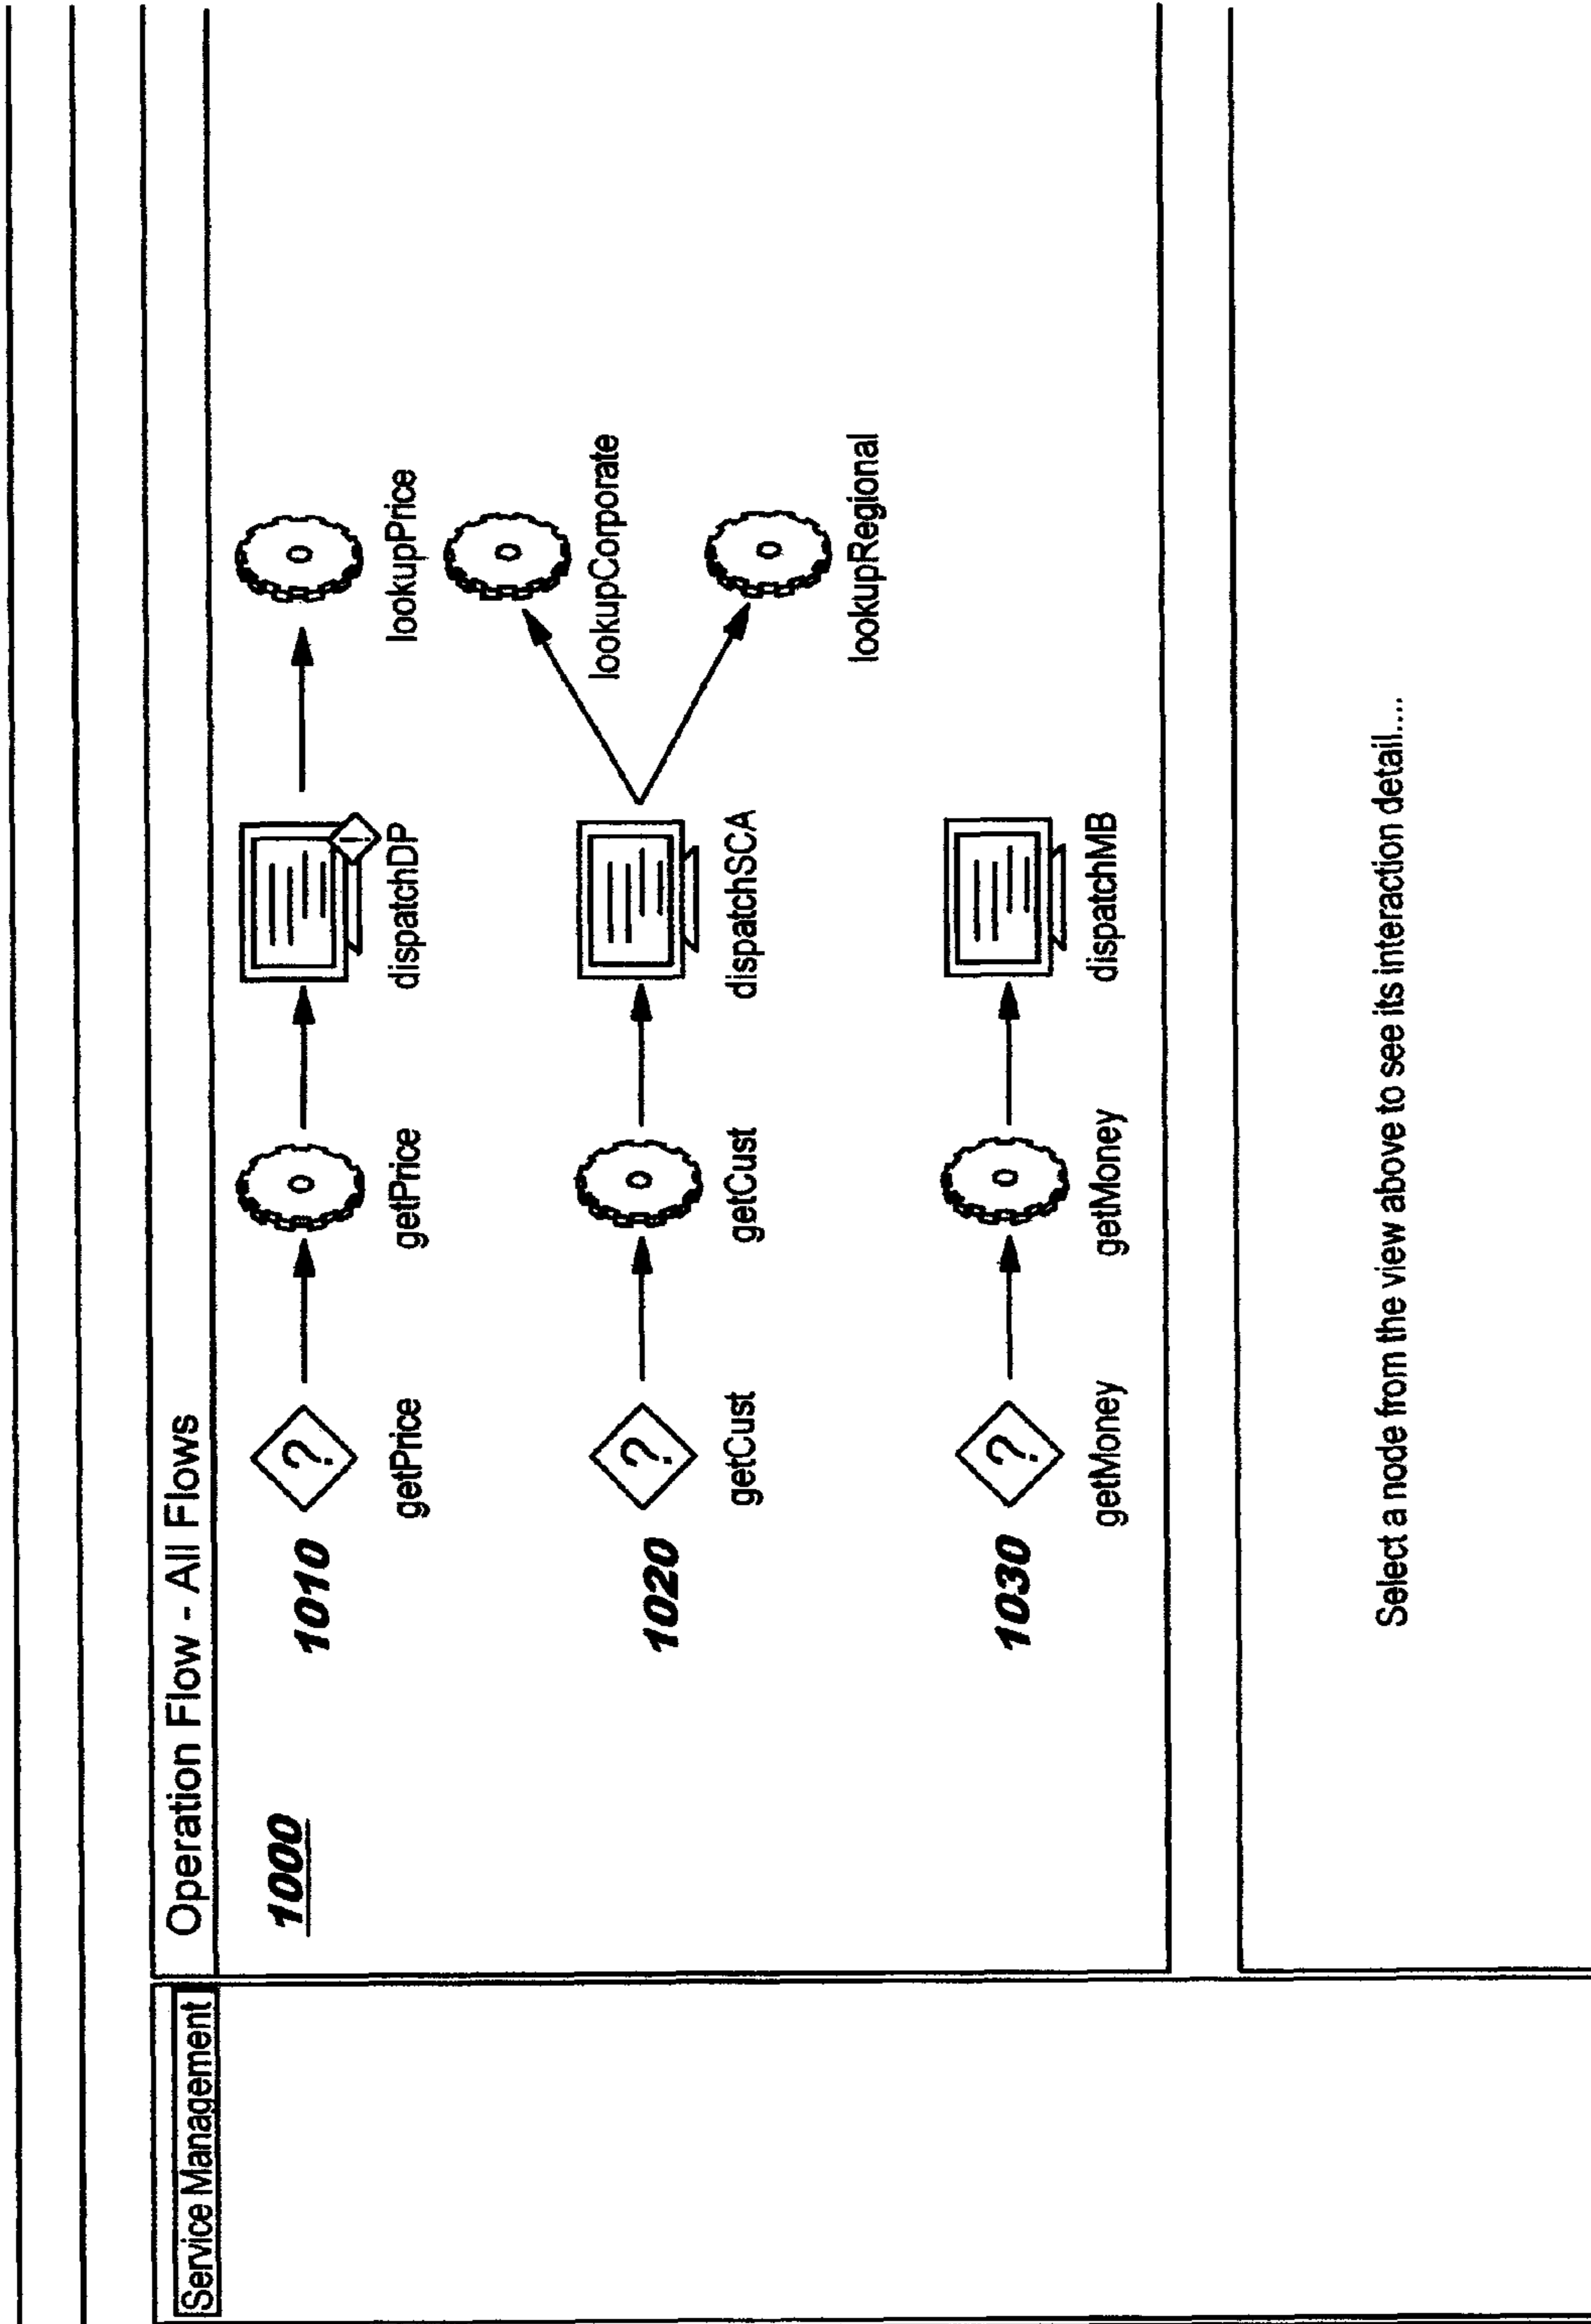 Service Management
Operation Flow - All Flows
1000
1010
?
o
!
o
getPrice
getPrice
dispatchDP
lookupPrice
o
lookupCorporate
1020
?
o
getCust
getCust
dispatchSCA
o
lookupRegional
1030
?
o
getMoney
getMoney
dispatchMB
Select a node from the view above to see its interaction detail....